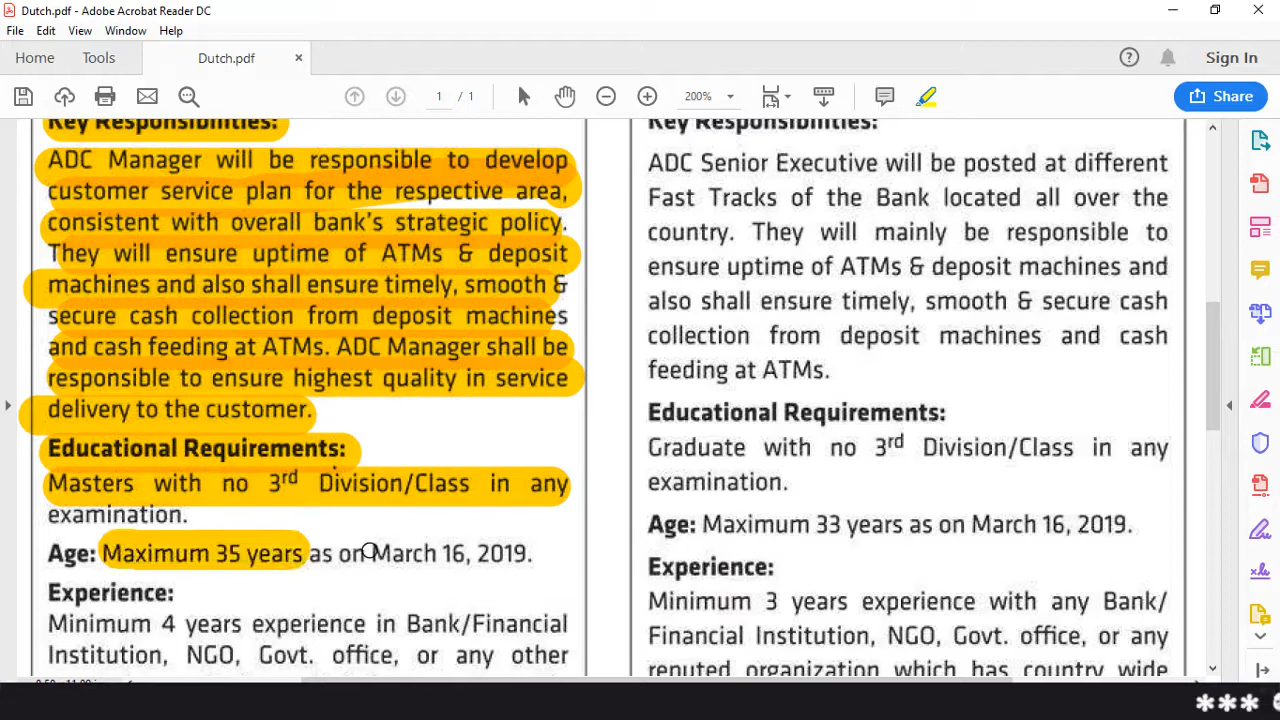 Dutch.pdf - Adobe Acrobat Reader DC
File Edit View Window Help
Home Tools Dutch.pdf × Sign In
1 / 1 200% Share
Key Responsibilities:
ADC Manager will be responsible to develop
customer service plan for the respective area,
consistent with overall bank's strategic policy.
They will ensure uptime of ATMs & deposit
machines and also shall ensure timely, smooth &
secure cash collection from deposit machines
and cash feeding at ATMs. ADC Manager shall be
responsible to ensure highest quality in service
delivery to the customer.
Educational Requirements:
Masters with no 3rd Division/Class in any
examination.
Age: Maximum 35 years as on March 16, 2019.
Experience:
Minimum 4 years experience in Bank/Financial
Institution, NGO, Govt. office, or any other
Key Responsibilities:
ADC Senior Executive will be posted at different
Fast Tracks of the Bank located all over the
country. They will mainly be responsible to
ensure uptime of ATMs & deposit machines and
also shall ensure timely, smooth & secure cash
collection from deposit machines and cash
feeding at ATMs.
Educational Requirements:
Graduate with no 3rd Division/Class in any
examination.
Age: Maximum 33 years as on March 16, 2019.
Experience:
Minimum 3 years experience with any Bank/
Financial Institution, NGO, Govt. office, or any
reputed organization which has country wide
***